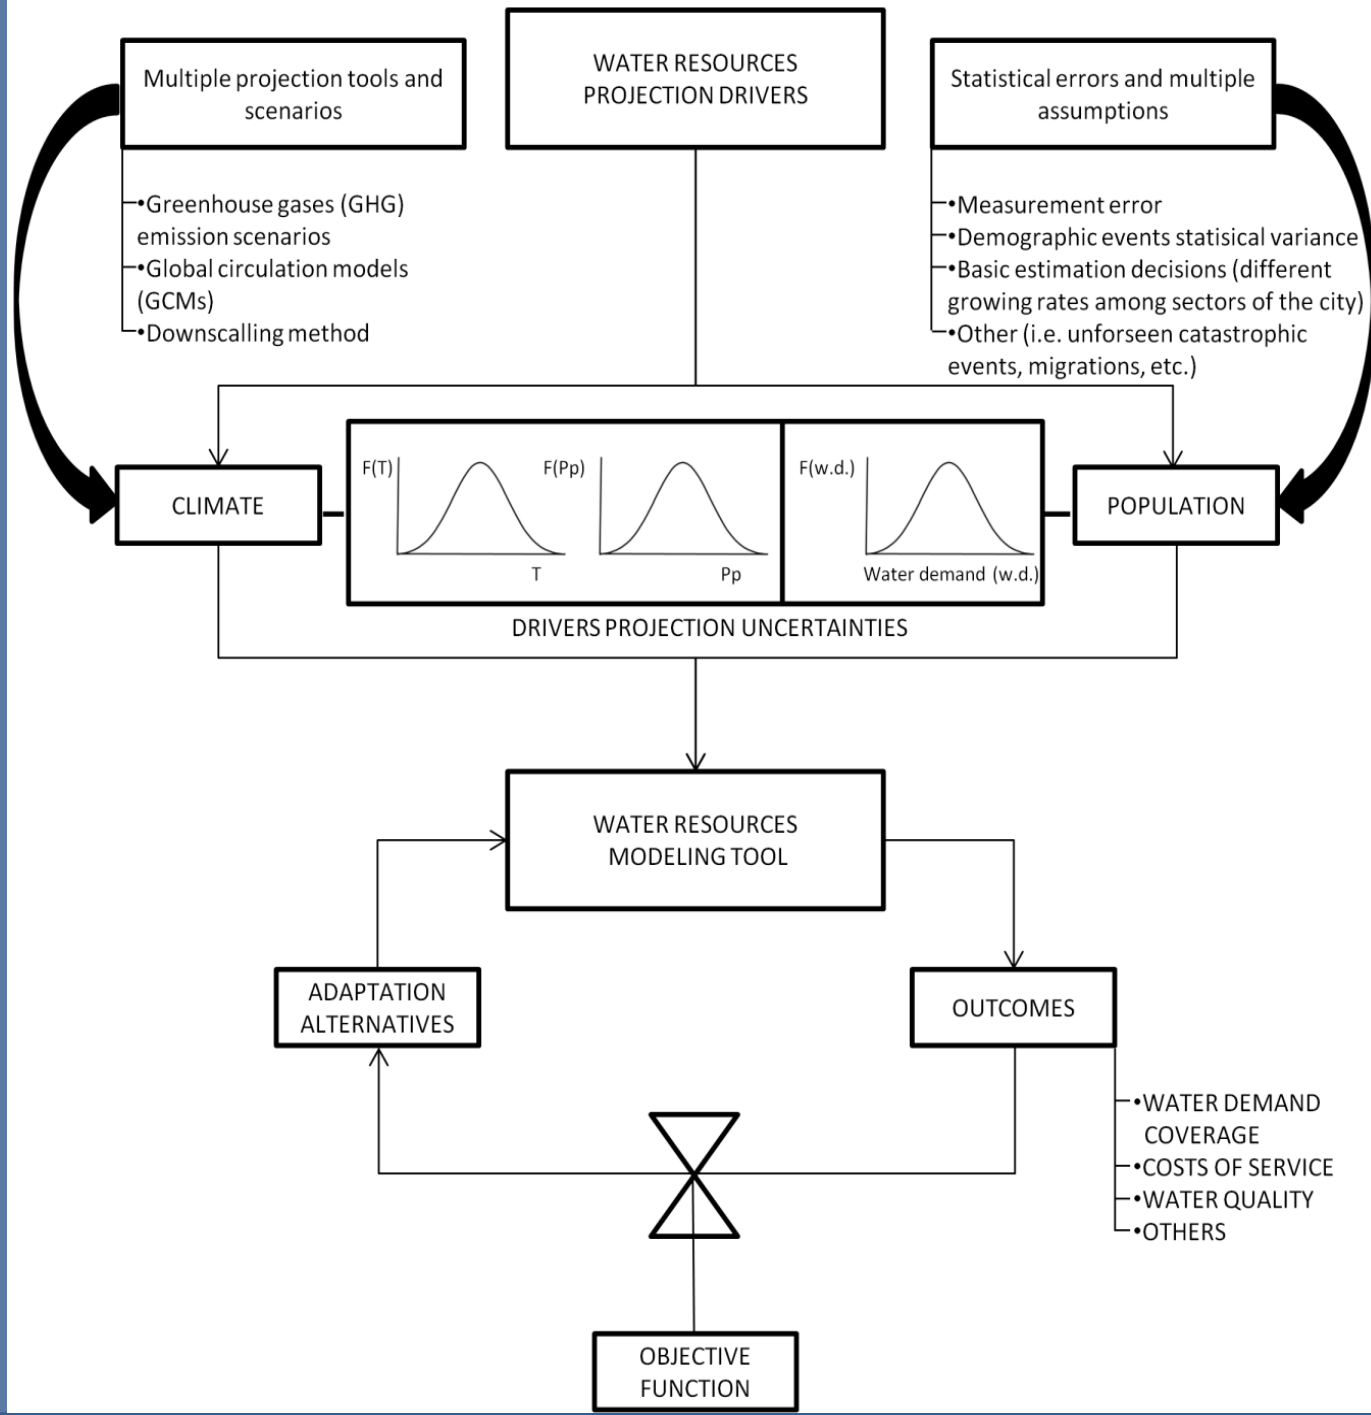 Multiple projection tools and
scenarios
WATER RESOURCES
PROJECTION DRIVERS
Statistical errors and multiple
assumptions
•Greenhouse gases (GHG)
emission scenarios
•Global circulation models
(GCMs)
•Downscalling method
•Measurement error
•Demographic events statisical variance
•Basic estimation decisions (different
growing rates among sectors of the city)
•Other (i.e. unforseen catastrophic
events, migrations, etc.)
CLIMATE
F(T)
T
F(Pp)
Pp
F(w.d.)
Water demand (w.d.)
POPULATION
DRIVERS PROJECTION UNCERTAINTIES
WATER RESOURCES
MODELING TOOL
ADAPTATION
ALTERNATIVES
OUTCOMES
•WATER DEMAND
COVERAGE
•COSTS OF SERVICE
•WATER QUALITY
•OTHERS
OBJECTIVE
FUNCTION